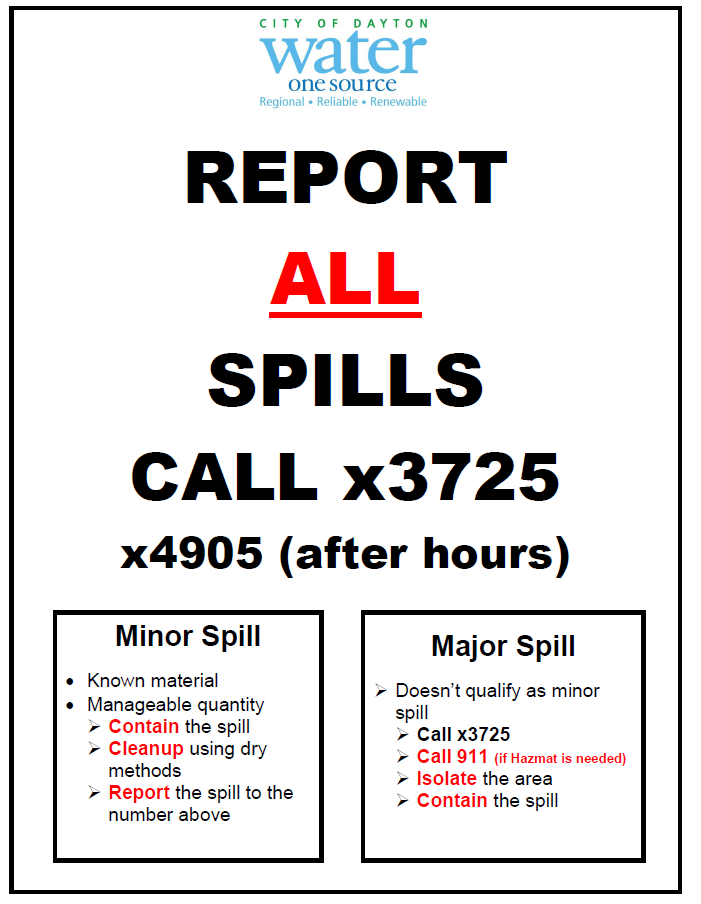 CITY OF DAYTON
water
one source
Regional • Reliable • Renewable
REPORT
ALL
SPILLS
CALL x3725
x4905 (after hours)
Minor Spill
• Known material
• Manageable quantity
➢ Contain the spill
➢ Cleanup using dry
methods
➢ Report the spill to the
number above
Major Spill
➢ Doesn't qualify as minor
spill
➢ Call x3725
➢ Call 911 (if Hazmat is needed)
➢ Isolate the area
➢ Contain the spill